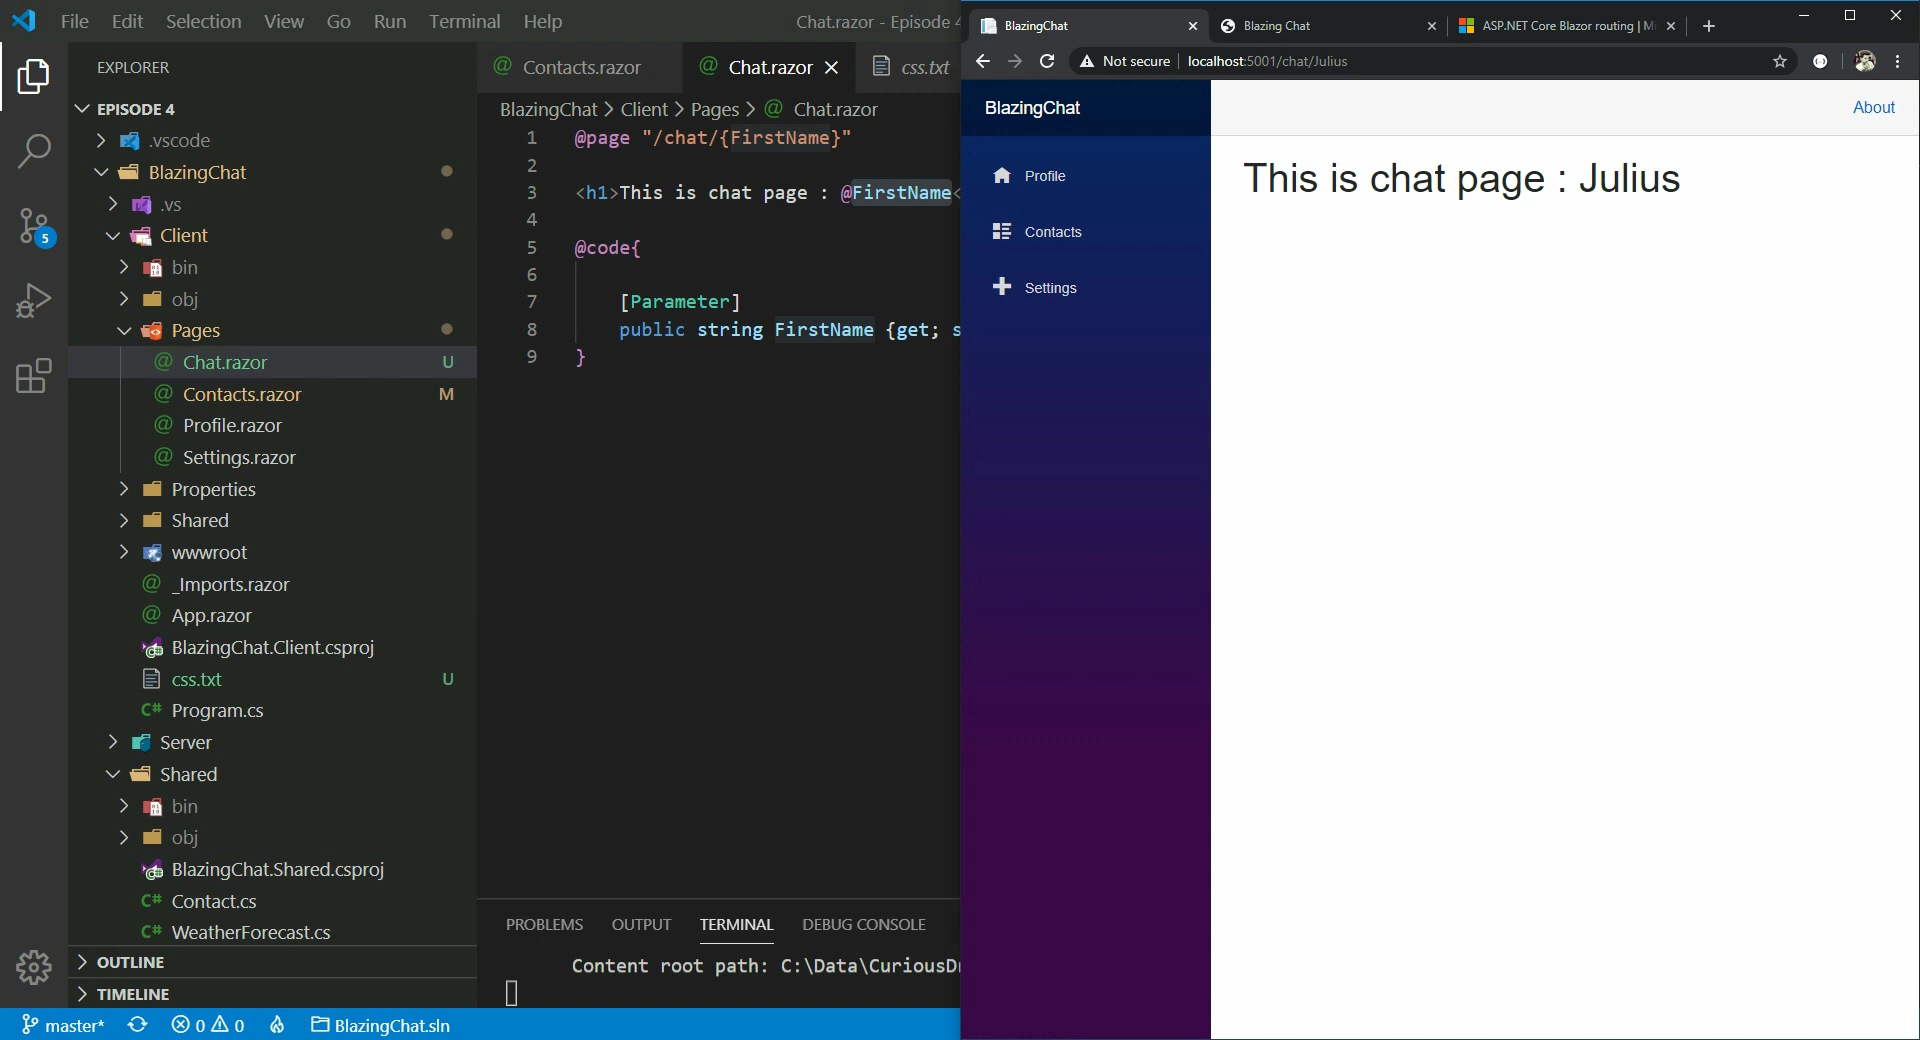 File Edit Selection View Go Run Terminal Help Chat.razor - Episode 4
EXPLORER
EPISODE 4
.vscode
BlazingChat
.vs
Client
bin
obj
Pages
Chat.razor U
Contacts.razor M
Profile.razor
Settings.razor
Properties
Shared
wwwroot
_Imports.razor
App.razor
BlazingChat.Client.csproj
css.txt U
Program.cs
Server
Shared
bin
obj
BlazingChat.Shared.csproj
Contact.cs
WeatherForecast.cs
OUTLINE
TIMELINE
5
Contacts.razor Chat.razor css.txt
BlazingChat > Client > Pages > Chat.razor
1 @page "/chat/{FirstName}"
2
3 <h1>This is chat page : @FirstName<
4
5 @code{
6
7 [Parameter]
8 public string FirstName {get; s
9 }
PROBLEMS OUTPUT TERMINAL DEBUG CONSOLE
Content root path: C:\Data\CuriousD
master* 0 0 BlazingChat.sln
BlazingChat Blazing Chat ASP.NET Core Blazor routing | Mi
Not secure localhost:5001/chat/Julius
BlazingChat
Profile
Contacts
Settings
About
This is chat page : Julius